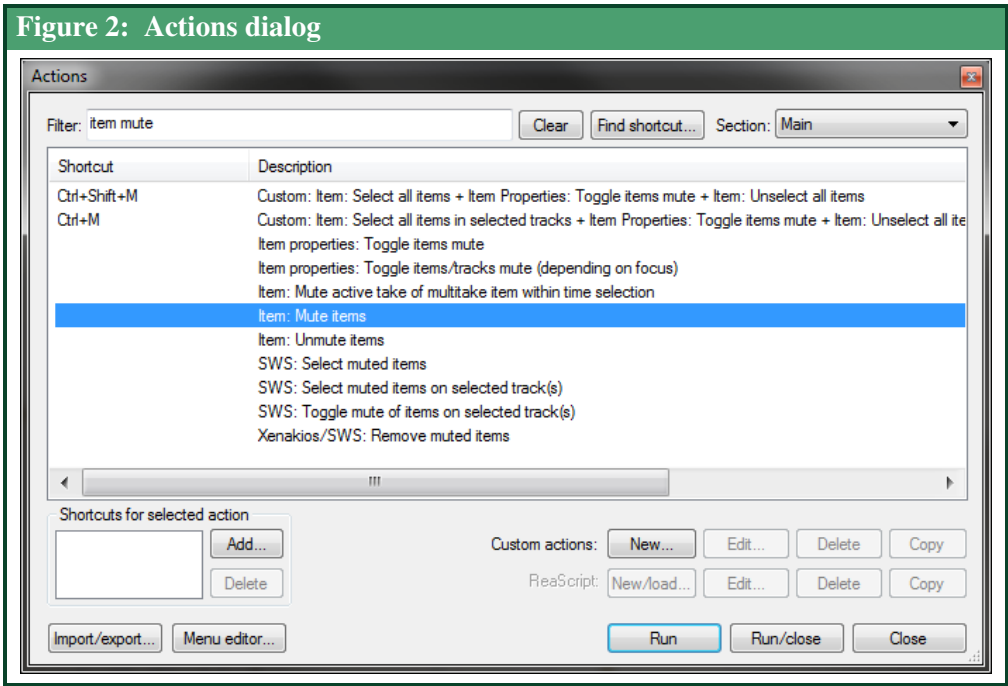 Figure 2: Actions dialog
Actions
Filter: item mute Clear Find shortcut... Section: Main
Shortcut Description
Ctrl+Shift+M Custom: Item: Select all items + Item Properties: Toggle items mute + Item: Unselect all items
Ctrl+M Custom: Item: Select all items in selected tracks + Item Properties: Toggle items mute + Item: Unselect all ite
Item properties: Toggle items mute
Item properties: Toggle items/tracks mute (depending on focus)
Item: Mute active take of multitake item within time selection
Item: Mute items
Item: Unmute items
SWS: Select muted items
SWS: Select muted items on selected track(s)
SWS: Toggle mute of items on selected track(s)
Xenakios/SWS: Remove muted items
Shortcuts for selected action
Add...
Delete
Custom actions: New... Edit... Delete Copy
ReaScript: New/load... Edit... Delete Copy
Import/export... Menu editor... Run Run/close Close